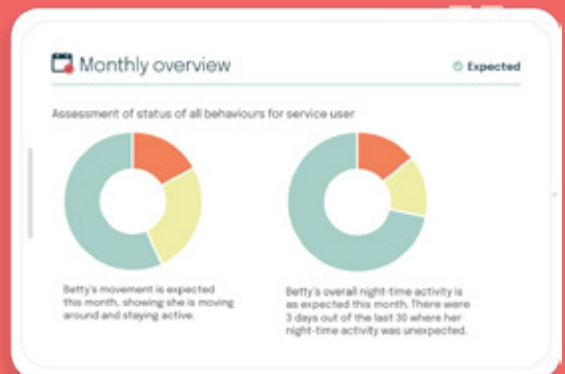 Monthly overview
Expected
Assessment of status of all behaviours for service user
Betty's movement is expected
this month, showing she is moving
around and staying active.
Betty's overall night-time activity is
as expected this month. There were
3 days out of the last 30 where her
night-time activity was unexpected.